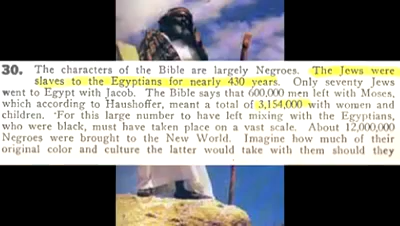 30. The characters of the Bible are largely Negroes. The Jews were
slaves to the Egyptians for nearly 430 years. Only seventy Jews
went to Egypt with Jacob. The Bible says that 600,000 men left with Moses,
which according to Haushoffer, meant a total of 3,154,000 with women and
children. For this large number to have left mixing with the Egyptians,
who were black, must have taken place on a vast scale. About 12,000,000
Negroes were brought to the New World. Imagine how much of their
original color and culture the latter would take with them should they